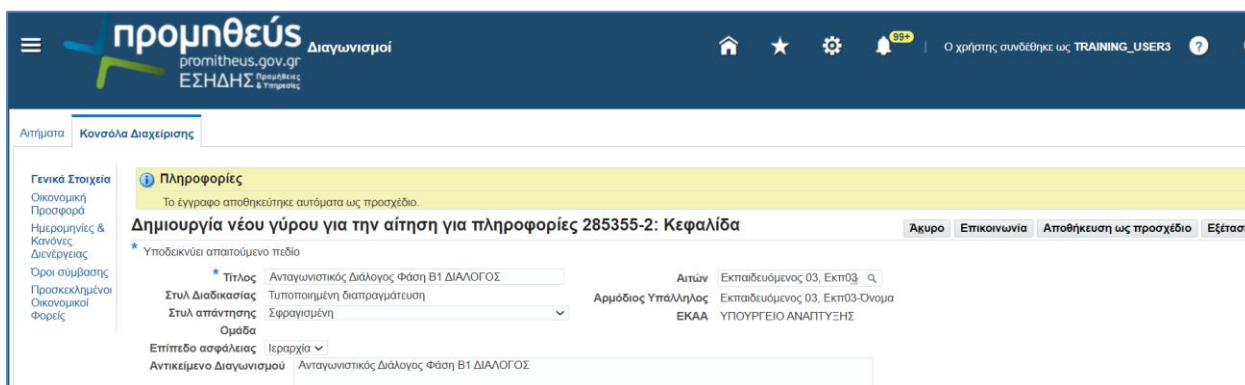 προμηθεύς Διαγωνισμοί
promitheus.gov.gr
ΕΣΗΔΗΣ Προμήθειες & Υπηρεσίες
99+
Ο χρήστης συνδέθηκε ως TRAINING_USER3 ?
Αιτήματα Κονσόλα Διαχείρισης
Γενικά Στοιχεία
Οικονομική
Προσφορά
Ημερομηνίες &
Κανόνες
Διενέργειας
Όροι σύμβασης
Προσκεκλημένοι
Οικονομικοί
Φορείς
Πληροφορίες
Το έγγραφο αποθηκεύτηκε αυτόματα ως προσχέδιο.
Δημιουργία νέου γύρου για την αίτηση για πληροφορίες 285355-2: Κεφαλίδα
Άκυρο Επικοινωνία Αποθήκευση ως προσχέδιο Εξέτασ
* Υποδεικνύει απαιτούμενο πεδίο
* Τίτλος Ανταγωνιστικός Διάλογος Φάση Β1 ΔΙΑΛΟΓΟΣ
Στυλ Διαδικασίας Τυποποιημένη διαπραγμάτευση
Στυλ απάντησης Σφραγισμένη
Ομάδα
Επίπεδο ασφάλειας Ιεραρχία
Αντικείμενο Διαγωνισμού Ανταγωνιστικός Διάλογος Φάση Β1 ΔΙΑΛΟΓΟΣ
Αιτών Εκπαιδευόμενος 03, Εκπ03
Αρμόδιος Υπάλληλος Εκπαιδευόμενος 03, Εκπ03-Όνομα
ΕΚΑΑ ΥΠΟΥΡΓΕΙΟ ΑΝΑΠΤΥΞΗΣ